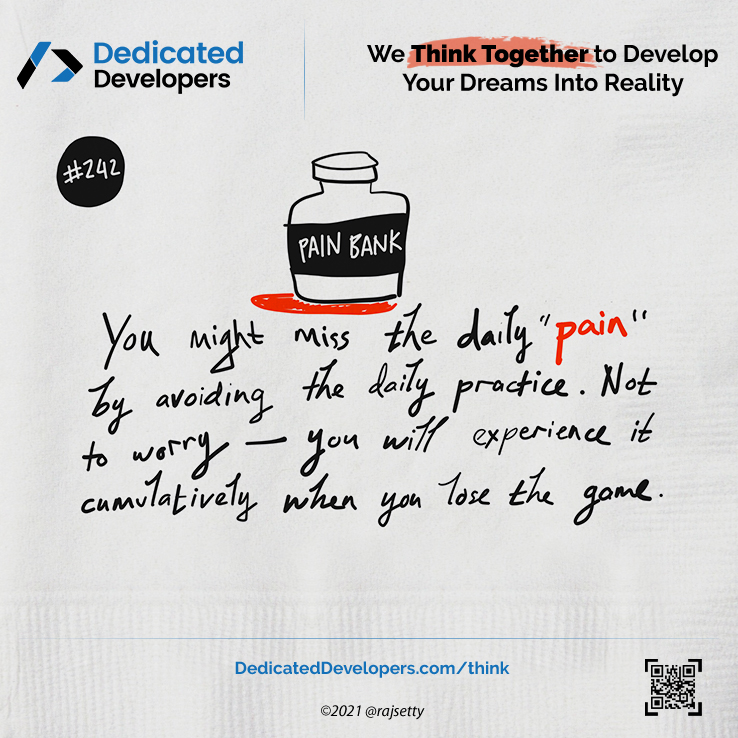 Dedicated
Developers
We Think Together to Develop
Your Dreams Into Reality
#242
PAIN BANK
You might miss the daily "pain"
by avoiding the daily practice. Not
to worry — you will experience it
cumulatively when you lose the game.
DedicatedDevelopers.com/think
©2021 @rajsetty